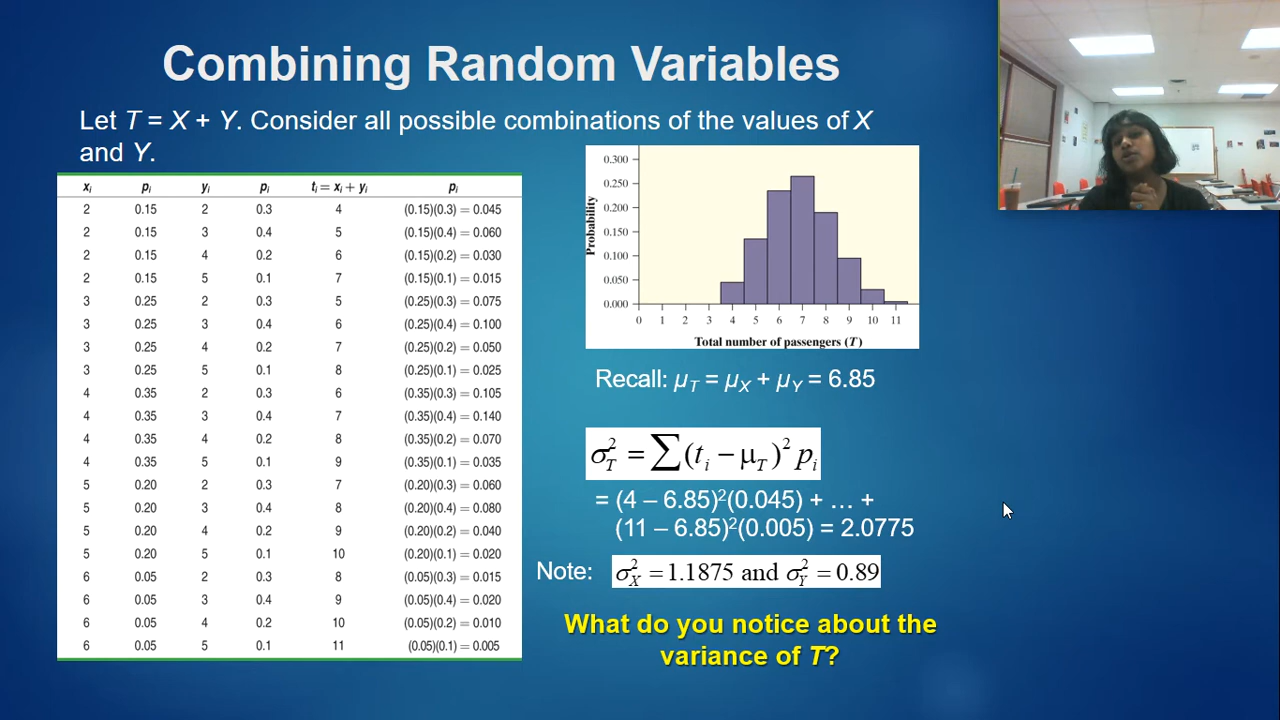 Combining Random Variables
Let T = X + Y. Consider all possible combinations of the values of X
and Y.
xᵢ pᵢ yᵢ pᵢ tᵢ = xᵢ + yᵢ pᵢ
2 0.15 2 0.3 4 (0.15)(0.3) = 0.045
2 0.15 3 0.4 5 (0.15)(0.4) = 0.060
2 0.15 4 0.2 6 (0.15)(0.2) = 0.030
2 0.15 5 0.1 7 (0.15)(0.1) = 0.015
3 0.25 2 0.3 5 (0.25)(0.3) = 0.075
3 0.25 3 0.4 6 (0.25)(0.4) = 0.100
3 0.25 4 0.2 7 (0.25)(0.2) = 0.050
3 0.25 5 0.1 8 (0.25)(0.1) = 0.025
4 0.35 2 0.3 6 (0.35)(0.3) = 0.105
4 0.35 3 0.4 7 (0.35)(0.4) = 0.140
4 0.35 4 0.2 8 (0.35)(0.2) = 0.070
4 0.35 5 0.1 9 (0.35)(0.1) = 0.035
5 0.20 2 0.3 7 (0.20)(0.3) = 0.060
5 0.20 3 0.4 8 (0.20)(0.4) = 0.080
5 0.20 4 0.2 9 (0.20)(0.2) = 0.040
5 0.20 5 0.1 10 (0.20)(0.1) = 0.020
6 0.05 2 0.3 8 (0.05)(0.3) = 0.015
6 0.05 3 0.4 9 (0.05)(0.4) = 0.020
6 0.05 4 0.2 10 (0.05)(0.2) = 0.010
6 0.05 5 0.1 11 (0.05)(0.1) = 0.005
Probability
0.300
0.250
0.200
0.150
0.100
0.050
0.000
0 1 2 3 4 5 6 7 8 9 10 11
Total number of passengers (T)
Recall: μ_T = μ_X + μ_Y = 6.85
σ_T² = ∑(tᵢ − μ_T)² pᵢ
= (4 – 6.85)²(0.045) + … +
(11 – 6.85)²(0.005) = 2.0775
Note: σ_X² = 1.1875 and σ_Y² = 0.89
What do you notice about the
variance of T?